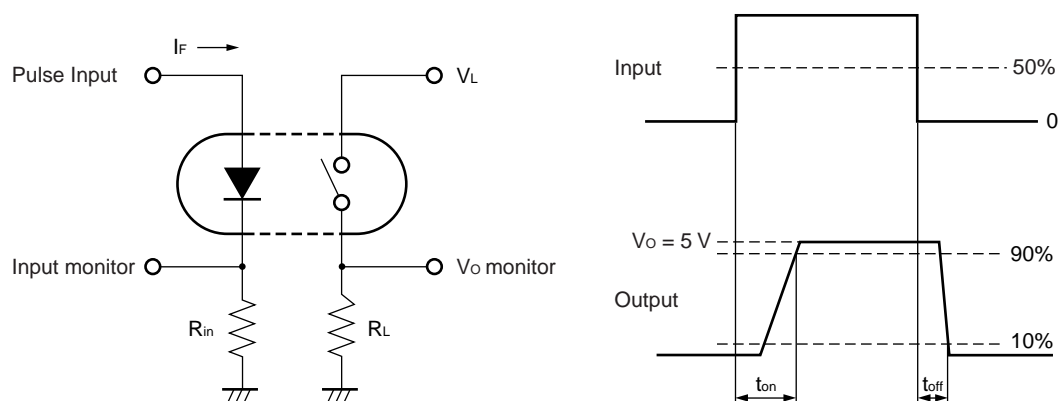 IF
Pulse Input
VL
Input monitor
VO monitor
Rin
RL
Input
50%
0
VO = 5 V
90%
Output
10%
ton
toff